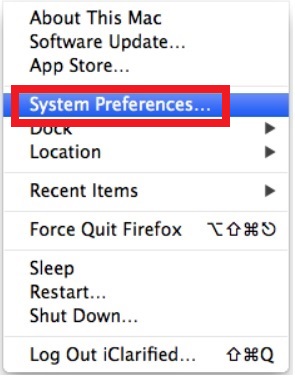 About This Mac
Software Update...
App Store...
System Preferences...
Dock
Location
Recent Items
Force Quit Firefox ⌥⇧⌘⎋
Sleep
Restart...
Shut Down...
Log Out iClarified... ⇧⌘Q